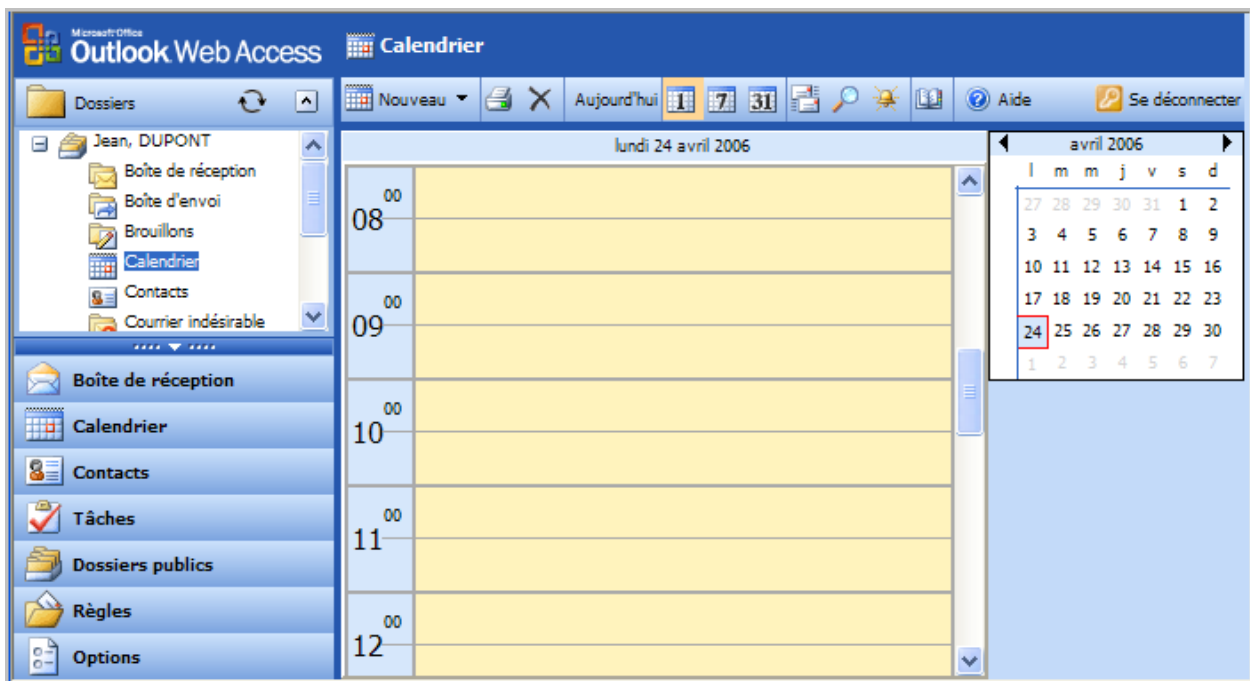 Microsoft Office
Outlook Web Access
Calendrier
Dossiers
Nouveau
Aujourd'hui 1 7 31
Aide
Se déconnecter
Jean, DUPONT
Boîte de réception
Boîte d'envoi
Brouillons
Calendrier
Contacts
Courrier indésirable
Boîte de réception
Calendrier
Contacts
Tâches
Dossiers publics
Règles
Options
lundi 24 avril 2006
08 00
09 00
10 00
11 00
12 00
avril 2006
l m m j v s d
27 28 29 30 31 1 2
3 4 5 6 7 8 9
10 11 12 13 14 15 16
17 18 19 20 21 22 23
24 25 26 27 28 29 30
1 2 3 4 5 6 7